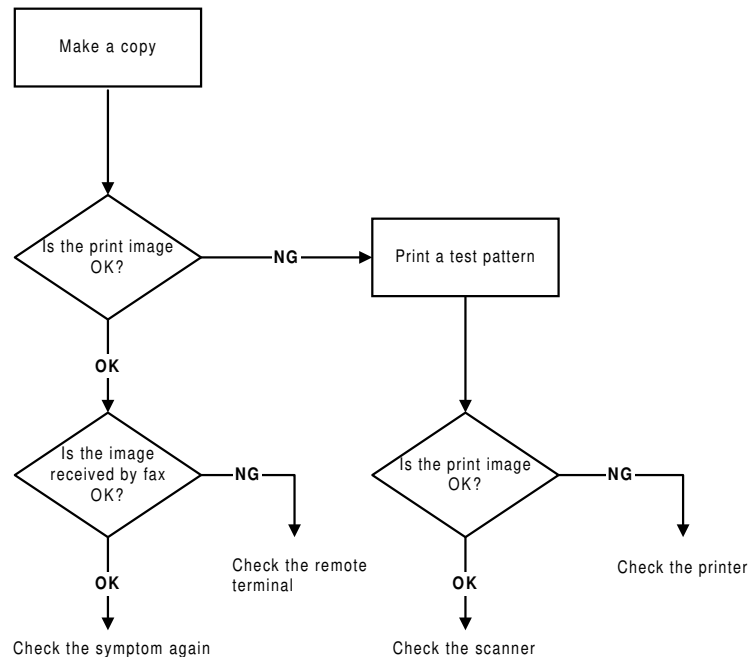 Make a copy
Is the print image
OK?
NG
Print a test pattern
OK
Is the image
received by fax
OK?
NG
Is the print image
OK?
NG
Check the remote
terminal
Check the printer
OK
OK
Check the symptom again
Check the scanner